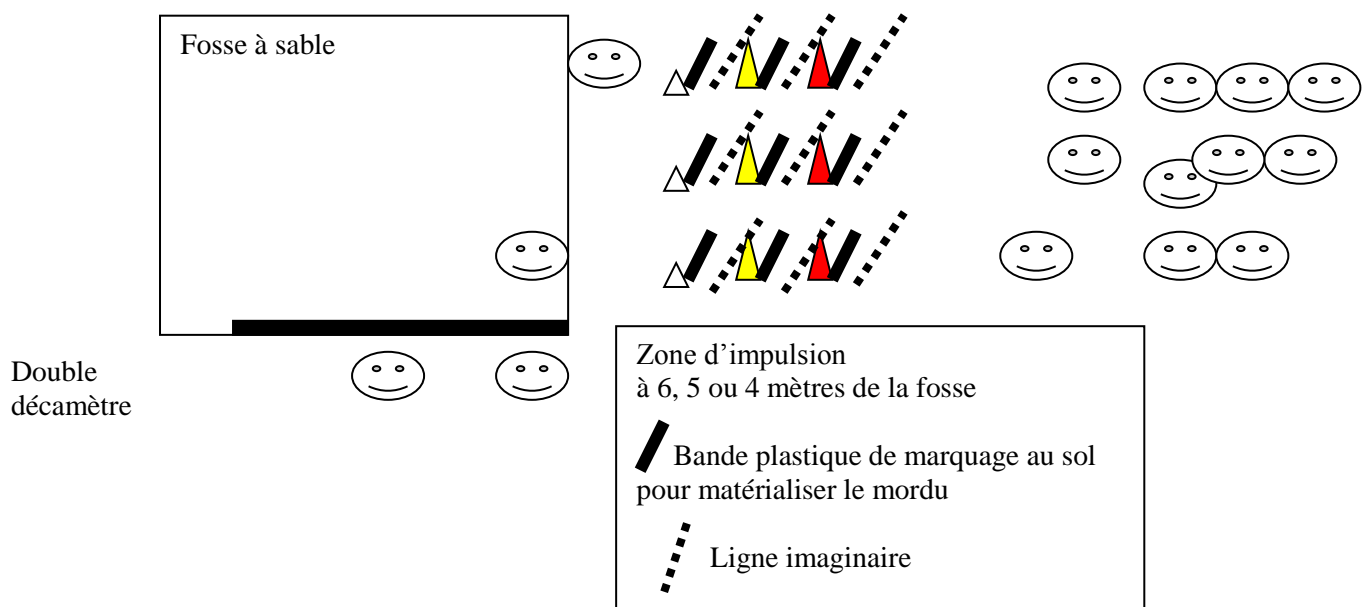 Fosse à sable
Double
décamètre
Zone d’impulsion
à 6, 5 ou 4 mètres de la fosse
Bande plastique de marquage au sol
pour matérialiser le mordu
Ligne imaginaire